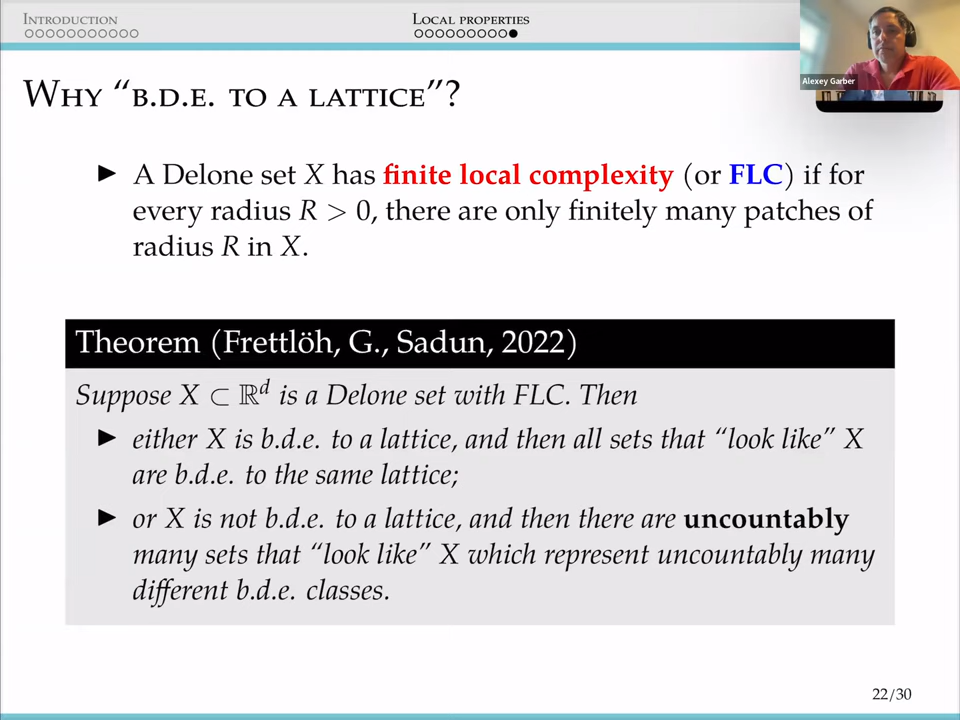 Introduction
Local properties
Alexey Garber
Why “b.d.e. to a lattice”?
▶ A Delone set X has finite local complexity (or FLC) if for
every radius R > 0, there are only finitely many patches of
radius R in X.
Theorem (Frettlöh, G., Sadun, 2022)
Suppose X ⊂ ℝᵈ is a Delone set with FLC. Then
▶ either X is b.d.e. to a lattice, and then all sets that “look like” X
are b.d.e. to the same lattice;
▶ or X is not b.d.e. to a lattice, and then there are uncountably
many sets that “look like” X which represent uncountably many
different b.d.e. classes.
22/30